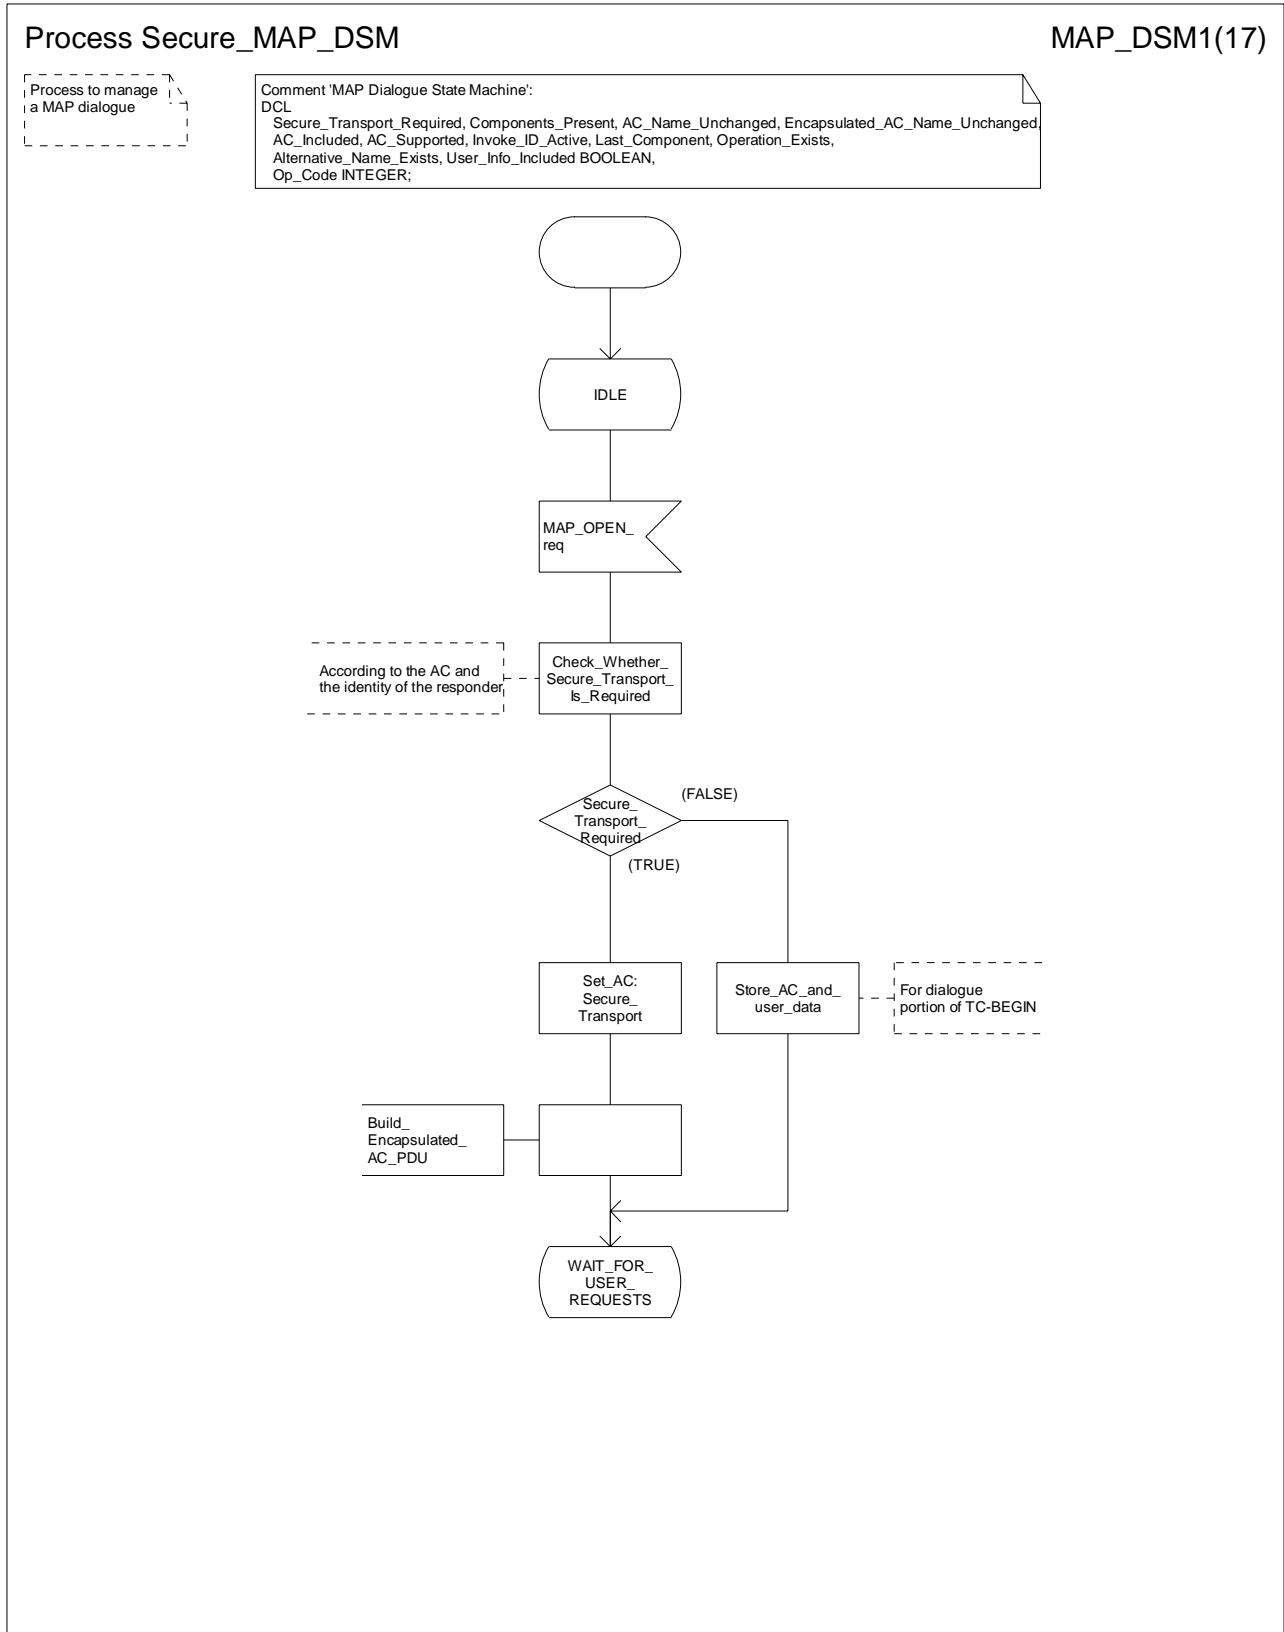 Process Secure_MAP_DSM
MAP_DSM1(17)
Process to manage
a MAP dialogue
Comment 'MAP Dialogue State Machine':
DCL
Secure_Transport_Required, Components_Present, AC_Name_Unchanged, Encapsulated_AC_Name_Unchanged,
AC_Included, AC_Supported, Invoke_ID_Active, Last_Component, Operation_Exists,
Alternative_Name_Exists, User_Info_Included BOOLEAN,
Op_Code INTEGER;
IDLE
MAP_OPEN_
req
According to the AC and
the identity of the responder
Check_Whether_
Secure_Transport_
Is_Required
Secure_
Transport_
Required
(FALSE)
(TRUE)
Set_AC:
Secure_
Transport
Store_AC_and_
user_data
For dialogue
portion of TC-BEGIN
Build_
Encapsulated_
AC_PDU
WAIT_FOR_
USER_
REQUESTS